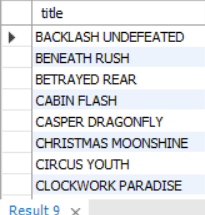 title
BACKLASH UNDEFEATED
BENEATH RUSH
BETRAYED REAR
CABIN FLASH
CASPER DRAGONFLY
CHRISTMAS MOONSHINE
CIRCUS YOUTH
CLOCKWORK PARADISE
Result 9